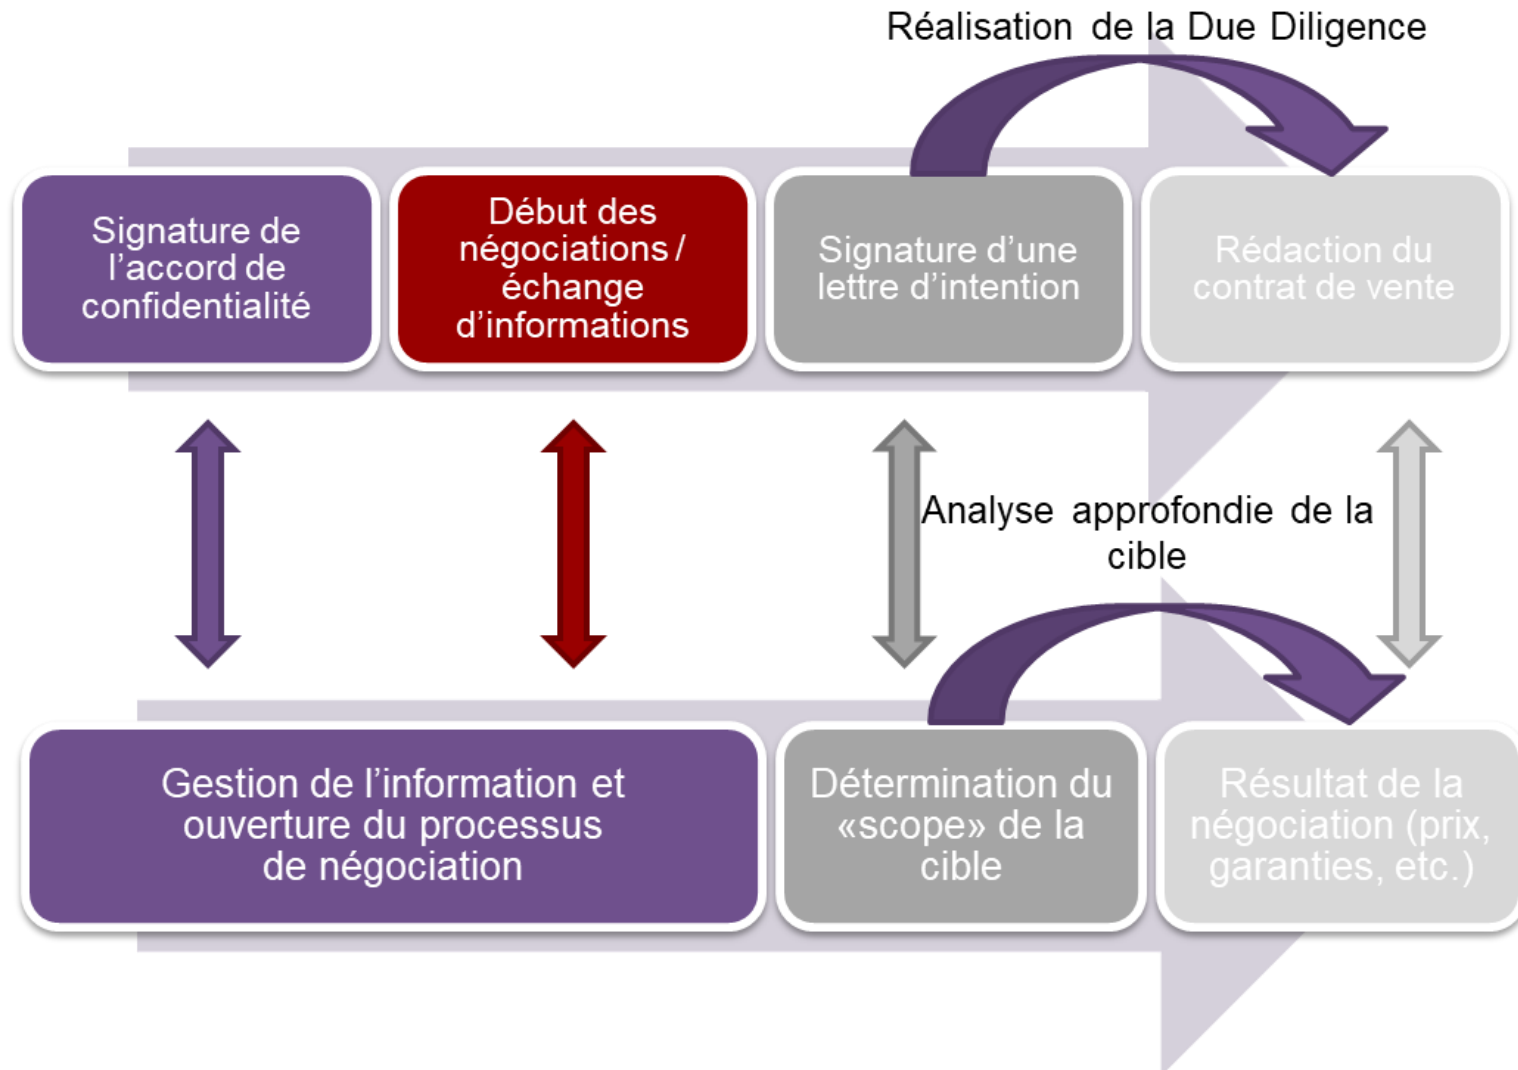 Réalisation de la Due Diligence
Signature de
l’accord de
confidentialité
Début des
négociations /
échange
d’informations
Signature d’une
lettre d’intention
Rédaction du
contrat de vente
Analyse approfondie de la
cible
Gestion de l’information et
ouverture du processus
de négociation
Détermination du
«scope» de la
cible
Résultat de la
négociation (prix,
garanties, etc.)